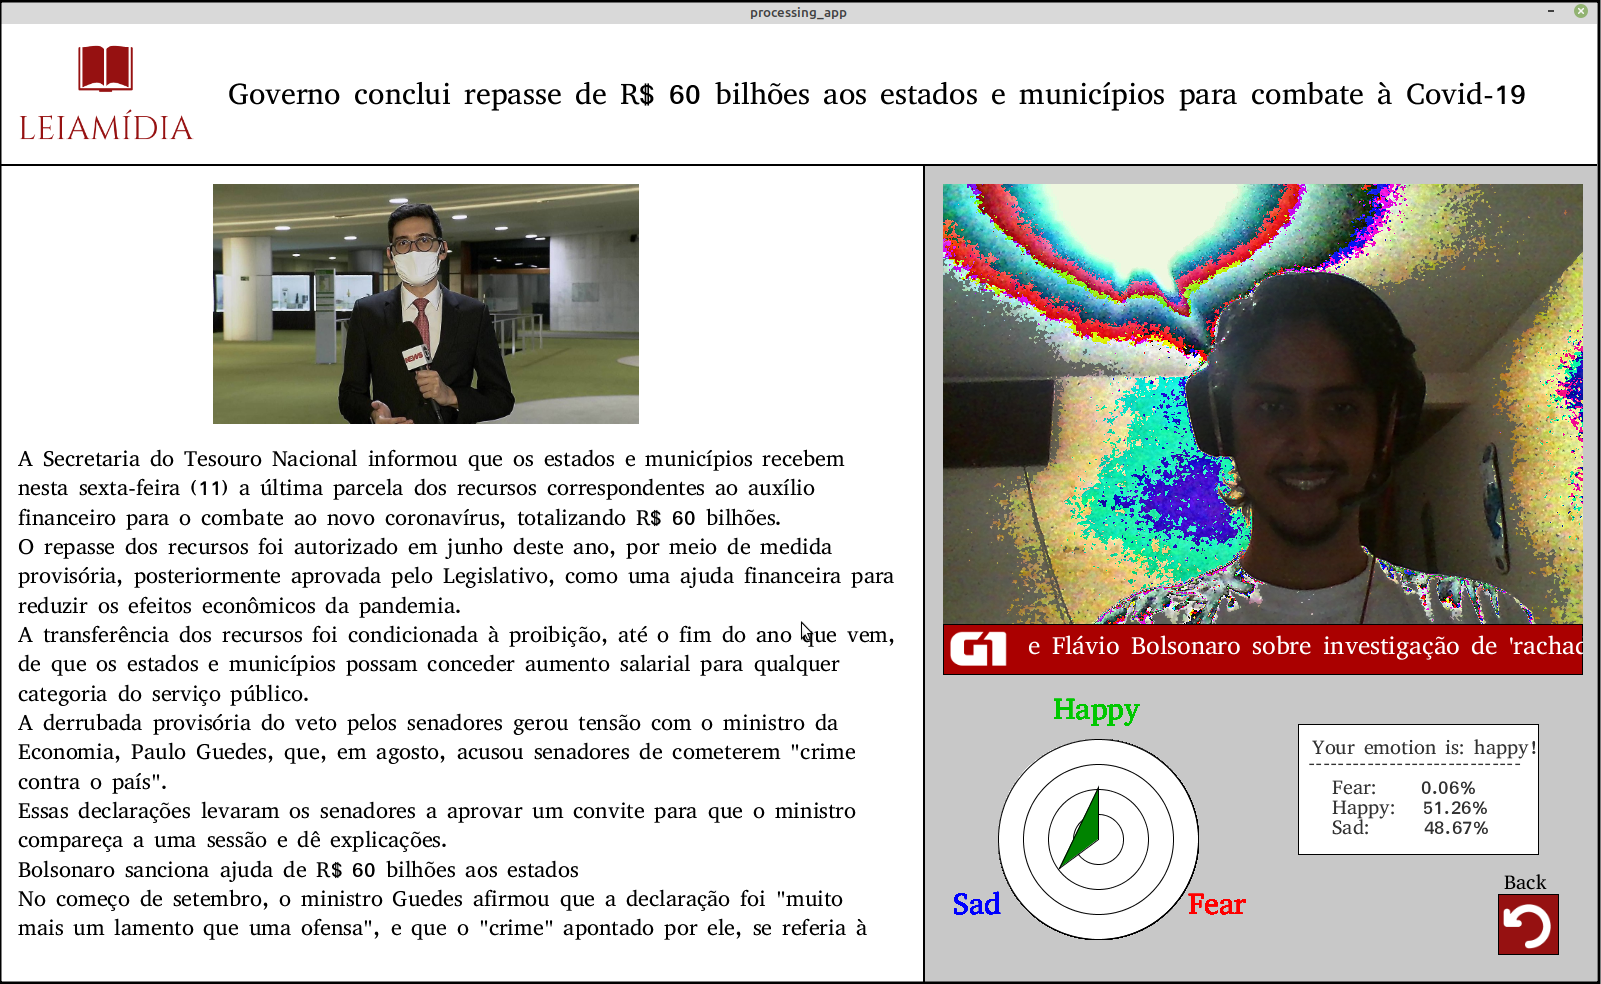 processing_app
LEIAMÍDIA
Governo conclui repasse de R$ 60 bilhões aos estados e municípios para combate à Covid-19
NEWS
A Secretaria do Tesouro Nacional informou que os estados e municípios recebem
nesta sexta-feira (11) a última parcela dos recursos correspondentes ao auxílio
financeiro para o combate ao novo coronavírus, totalizando R$ 60 bilhões.
O repasse dos recursos foi autorizado em junho deste ano, por meio de medida
provisória, posteriormente aprovada pelo Legislativo, como uma ajuda financeira para
reduzir os efeitos econômicos da pandemia.
A transferência dos recursos foi condicionada à proibição, até o fim do ano que vem,
de que os estados e municípios possam conceder aumento salarial para qualquer
categoria do serviço público.
A derrubada provisória do veto pelos senadores gerou tensão com o ministro da
Economia, Paulo Guedes, que, em agosto, acusou senadores de cometerem "crime
contra o país".
Essas declarações levaram os senadores a aprovar um convite para que o ministro
compareça a uma sessão e dê explicações.
Bolsonaro sanciona ajuda de R$ 60 bilhões aos estados
No começo de setembro, o ministro Guedes afirmou que a declaração foi "muito
mais um lamento que uma ofensa", e que o "crime" apontado por ele, se referia à
G1 e Flávio Bolsonaro sobre investigação de 'rachad
Happy
Sad
Fear
Your emotion is: happy!
---------------------------
Fear: 0.06%
Happy: 51.26%
Sad: 48.67%
Back